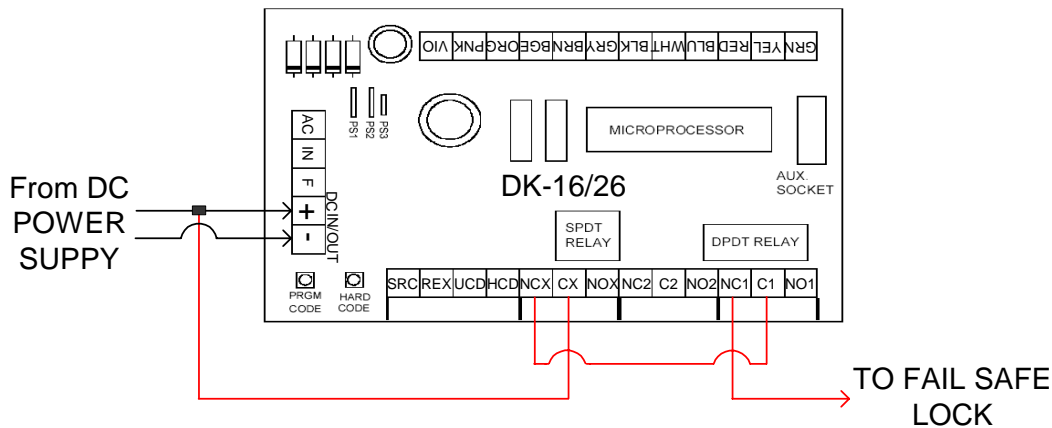 VIO PNK ORG BGE BRN GRY BLK WHT BLU RED YEL GRN
PS1
PS2
PS3
MICROPROCESSOR
AUX.
SOCKET
DK-16/26
AC
IN
F
+
-
DC IN/OUT
From DC
POWER
SUPPY
SPDT
RELAY
DPDT RELAY
PRGM
CODE
HARD
CODE
SRC REX UCD HCD NCX CX NOX NC2 C2 NO2 NC1 C1 NO1
TO FAIL SAFE
LOCK